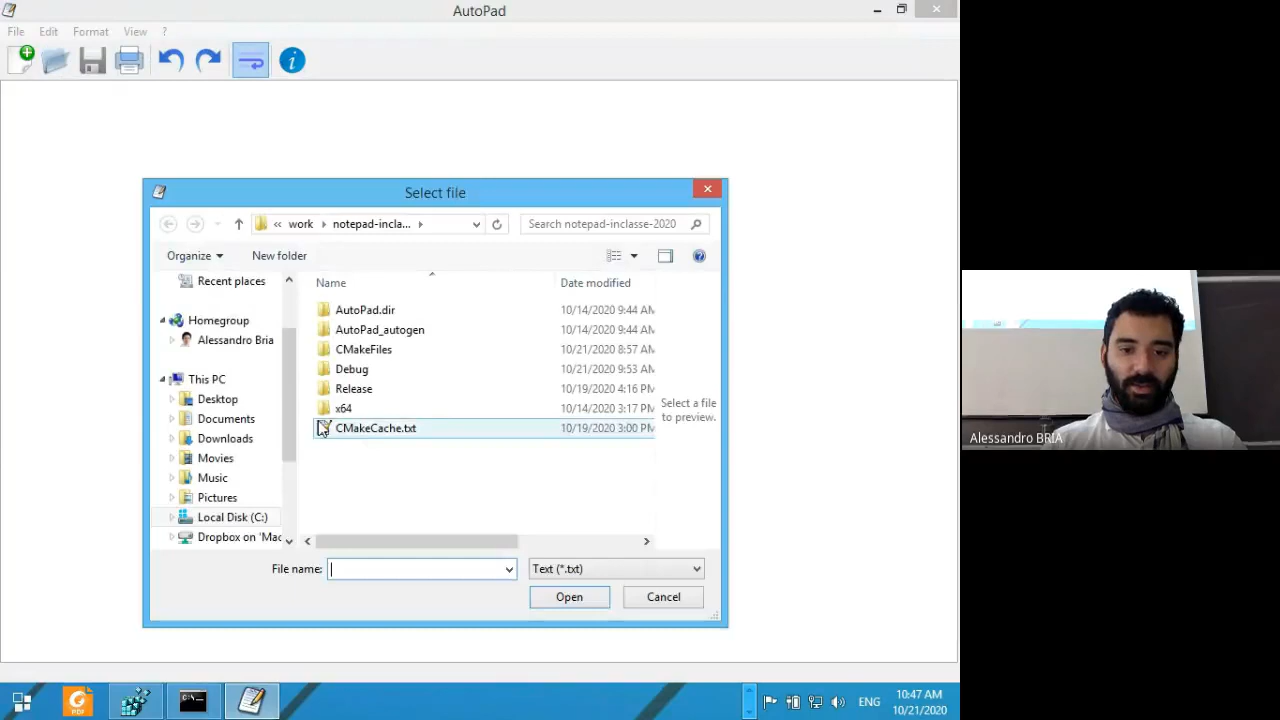 AutoPad
File Edit Format View ?
Select file
« work notepad-incla...
Search notepad-inclasse-2020
Organize New folder
Name Date modified
Recent places
Homegroup
Alessandro Bria
This PC
Desktop
Documents
Downloads
Movies
Music
Pictures
Local Disk (C:)
Dropbox on 'Mac
AutoPad.dir 10/14/2020 9:44 AM
AutoPad_autogen 10/14/2020 9:44 AM
CMakeFiles 10/21/2020 8:57 AM
Debug 10/21/2020 9:53 AM
Release 10/19/2020 4:16 PM
x64 10/14/2020 3:17 PM
CMakeCache.txt 10/19/2020 3:00 PM
Select a file
to preview.
File name: Text (*.txt)
Open Cancel
Alessandro BRIA
PDF
ENG
10:47 AM
10/21/2020